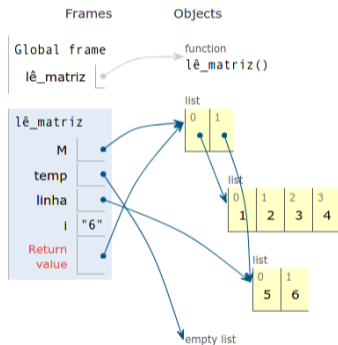 Frames Objects
Global frame
lê_matriz
function
lê_matriz()
lê_matriz
M
temp
linha
l "6"
Return
value
list
0 1
list
0 1 2 3
1 2 3 4
list
0 1
5 6
empty list